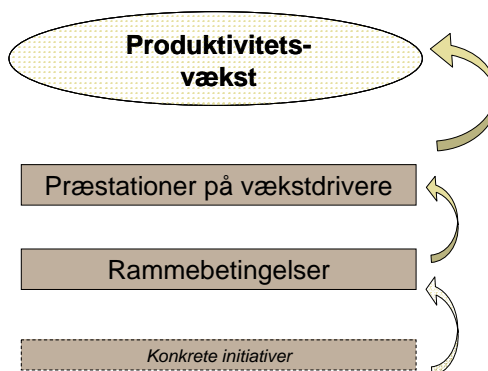 Produktivitets-
vækst
Præstationer på vækstdrivere
Rammebetingelser
Konkrete initiativer